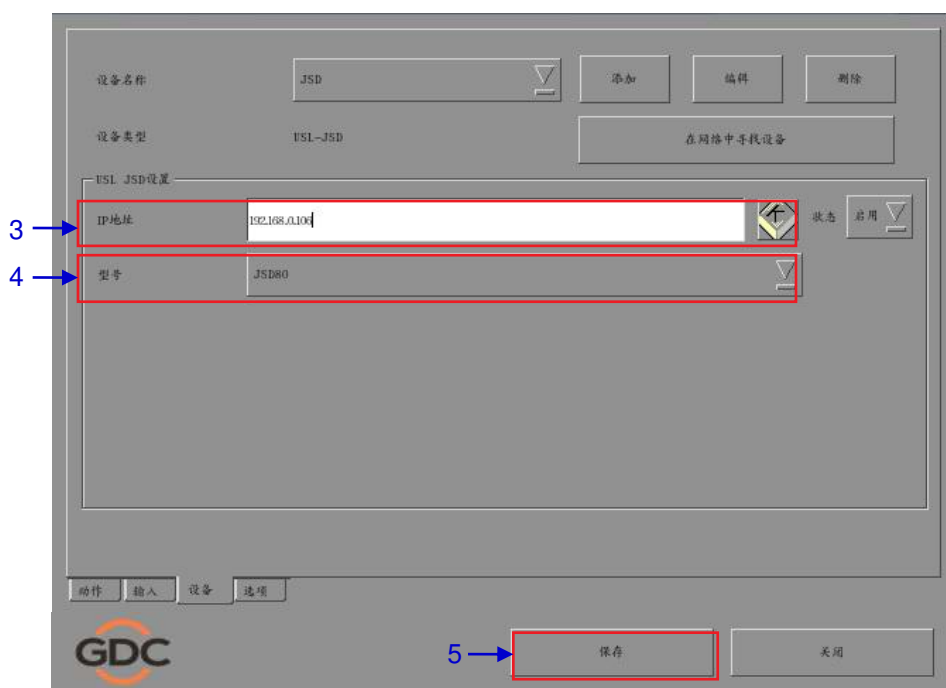 设备名称 JSD 添加 编辑 删除
设备类型 USL-JSD 在网络中寻找设备
USL JSD设置
3 IP地址 192.168.0.106 状态 启用
4 型号 JSD80
动作 输入 设备 选项
GDC 5 保存 关闭